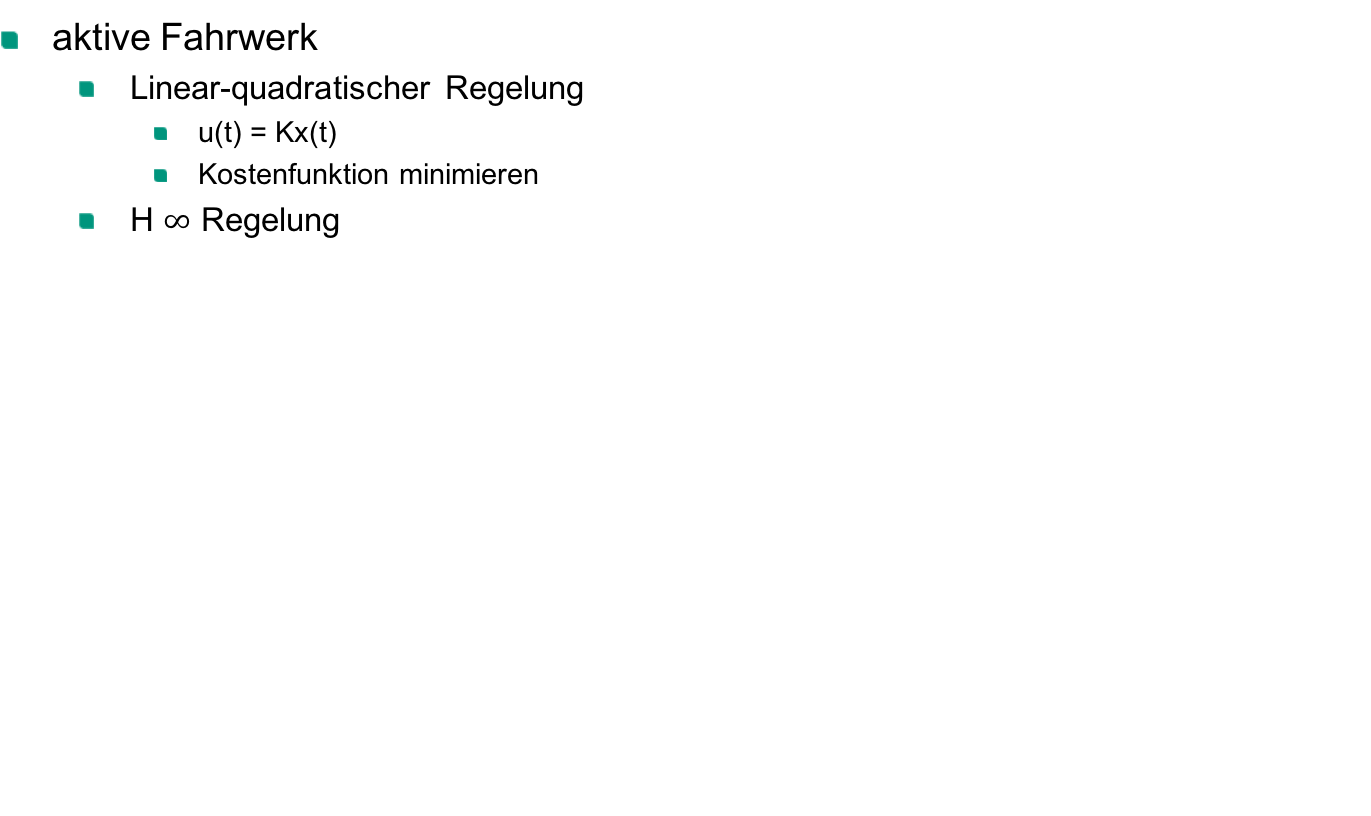 aktive Fahrwerk
Linear-quadratischer Regelung
u(t) = Kx(t)
Kostenfunktion minimieren
H ∞ Regelung